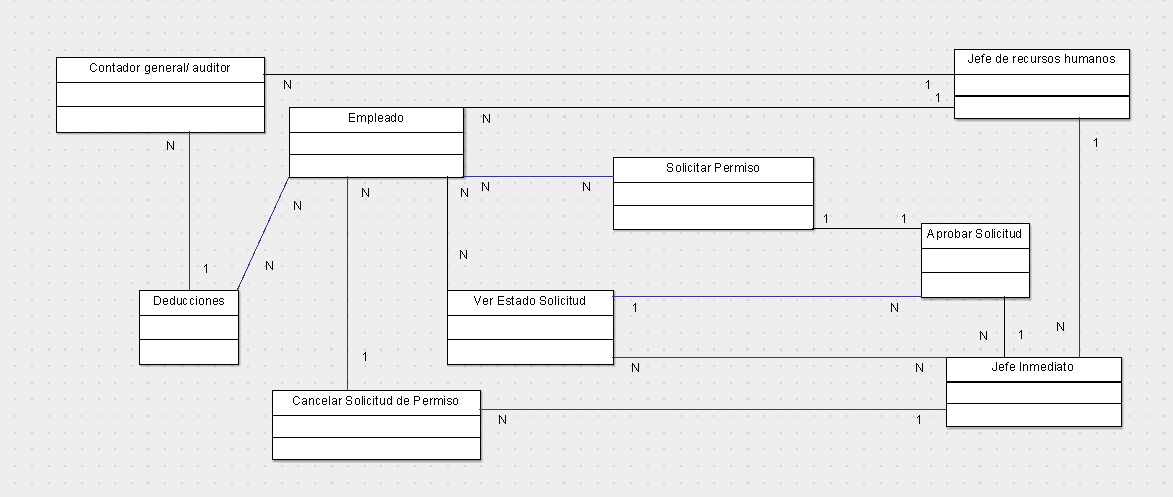 Jefe de recursos humanos
Contador general/ auditor
N
1
1
Empleado
N
N
1
Solicitar Permiso
N
N
N
N
N
1
1
Aprobar Solicitud
N
N
1
Deducciones
Ver Estado Solicitud
1
N
N
1
N
1
N
N
Jefe Inmediato
Cancelar Solicitud de Permiso
N
1